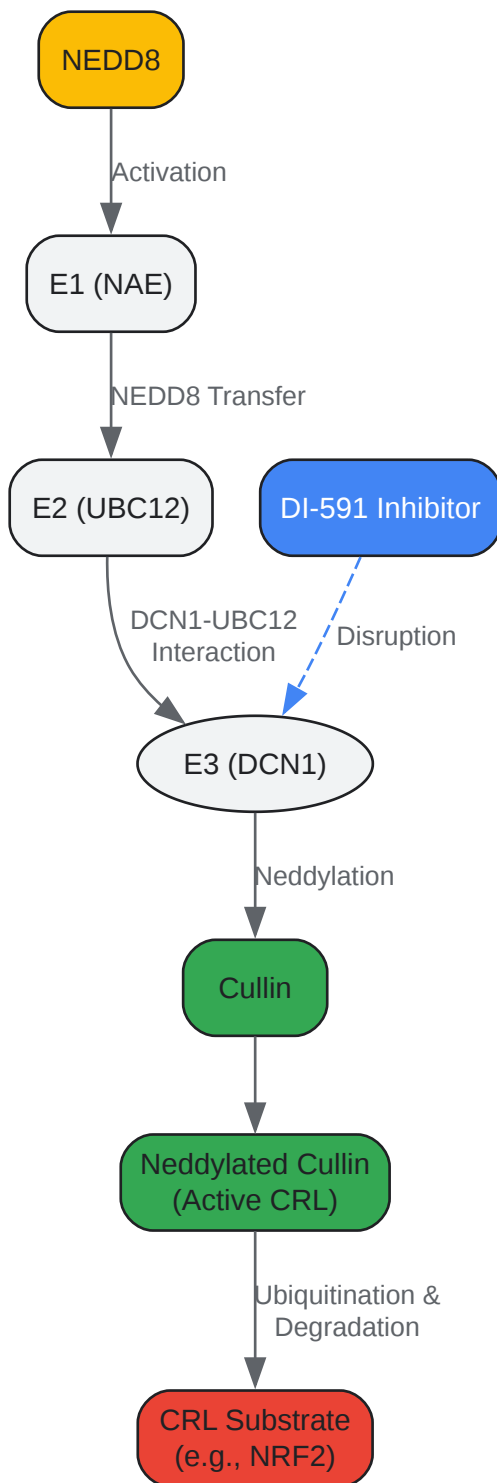 NEDD8
Activation
E1 (NAE)
NEDD8 Transfer
E2 (UBC12)
DI-591 Inhibitor
DCN1-UBC12
Interaction
Disruption
E3 (DCN1)
Neddylation
Cullin
Neddylated Cullin
(Active CRL)
Ubiquitination &
Degradation
CRL Substrate
(e.g., NRF2)